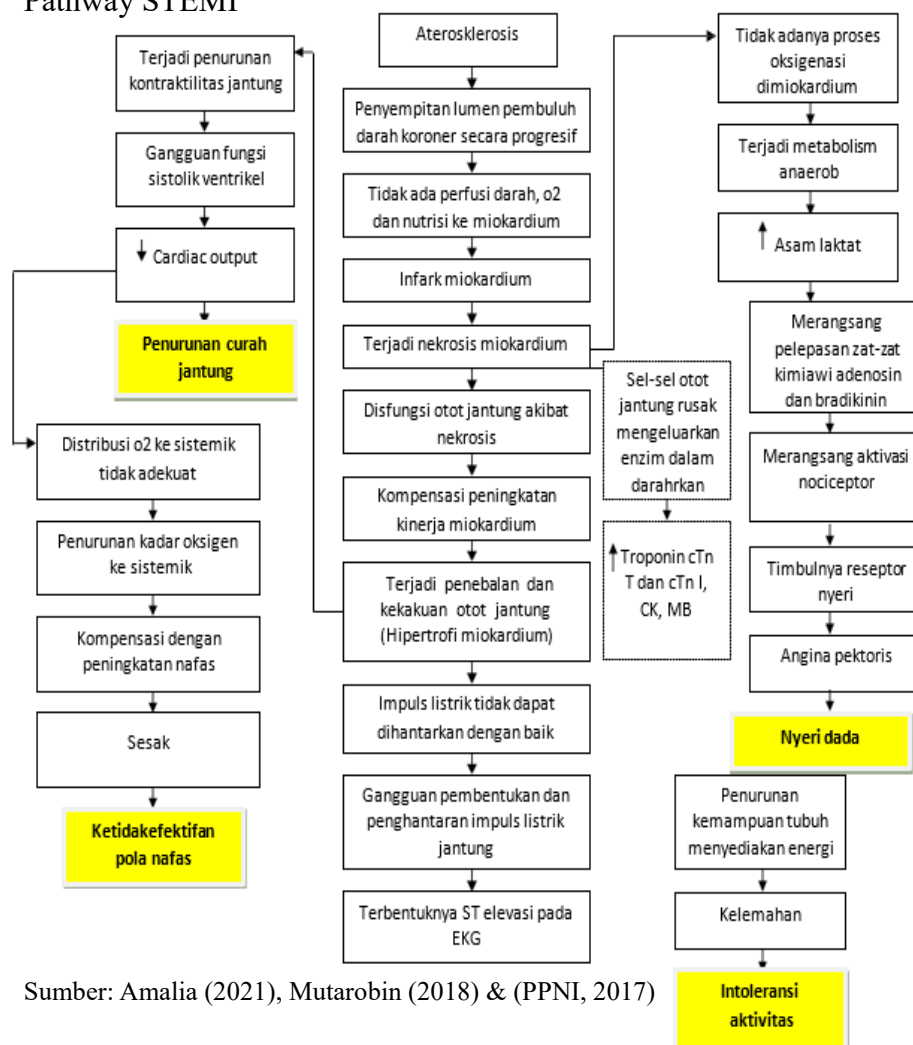 Pathway STEMI
Terjadi penurunan
kontraktilitas jantung
Gangguan fungsi
sistolik ventrikel
Cardiac output
Penurunan curah
jantung
Distribusi o2 ke sistemik
tidak adekuat
Penurunan kadar oksigen
ke sistemik
Kompensasi dengan
peningkatan nafas
Sesak
Ketidakefektifan
pola nafas
Aterosklerosis
Penyempitan lumen pembuluh
darah koroner secara progresif
Tidak ada perfusi darah, o2
dan nutrisi ke miokardium
Infark miokardium
Terjadi nekrosis miokardium
Disfungsi otot jantung akibat
nekrosis
Kompensasi peningkatan
kinerja miokardium
Terjadi penebalan dan
kekakuan otot jantung
(Hipertrofi miokardium)
Impuls listrik tidak dapat
dihantarkan dengan baik
Gangguan pembentukan dan
penghantaran impuls listrik
jantung
Terbentuknya ST elevasi pada
EKG
Sel-sel otot
jantung rusak
mengeluarkan
enzim dalam
darahrkan
Troponin cTn
T dan cTn I,
CK, MB
Tidak adanya proses
oksigenasi
dimiokardium
Terjadi metabolism
anaerob
Asam laktat
Merangsang
pelepasan zat-zat
kimiawi adenosin
dan bradikinin
Merangsang aktivasi
nociceptor
Timbulnya reseptor
nyeri
Angina pektoris
Nyeri dada
Penurunan
kemampuan tubuh
menyediakan energi
Kelemahan
Intoleransi
aktivitas
Sumber: Amalia (2021), Mutarobin (2018) & (PPNI, 2017)